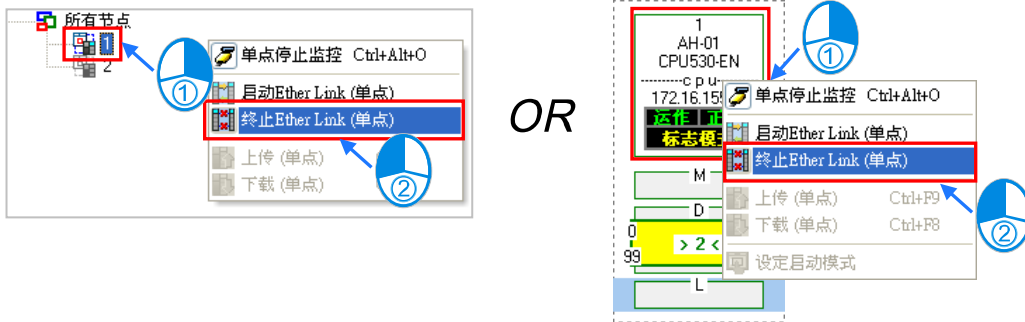 所有节点
1
2
①
单点停止监控 Ctrl+Alt+O
启动Ether Link (单点)
终止Ether Link (单点)
上传 (单点)
下载 (单点)
②
OR
1
AH-01
CPU530-EN
---------c p u-
172.16.155
运作 正
标志模
M
D
0
99
> 2 <
L
①
单点停止监控 Ctrl+Alt+O
启动Ether Link (单点)
终止Ether Link (单点)
上传 (单点) Ctrl+F9
下载 (单点) Ctrl+F8
设定启动模式
②